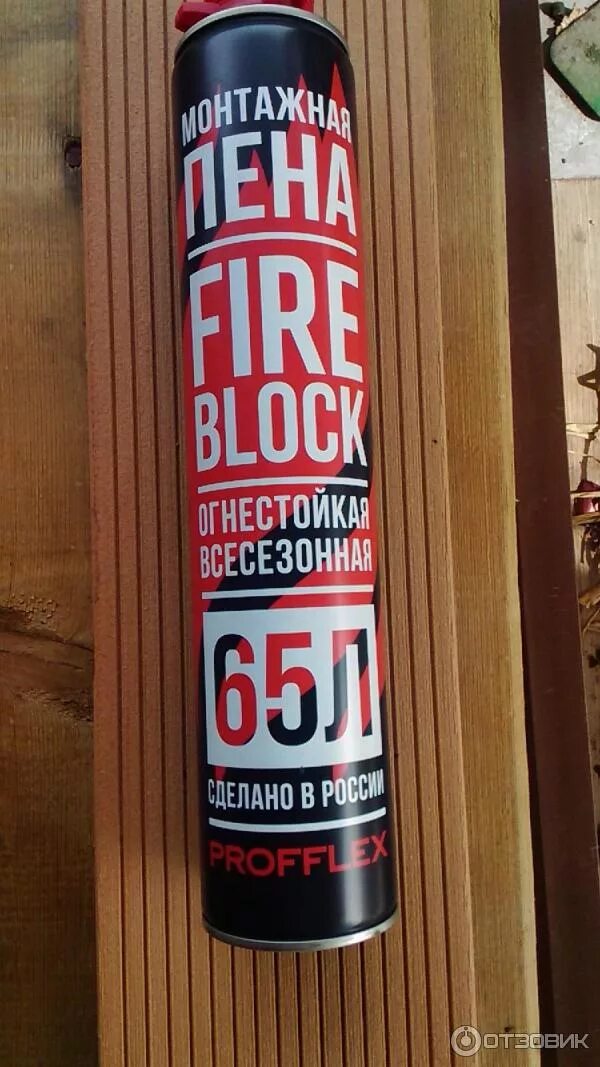 МОНТАЖНАЯ
ПЕНА
FIRE
BLOCK
ОГНЕСТОЙКАЯ
ВСЕСЕЗОННАЯ
65Л
СДЕЛАНО В РОССИИ
PROFFLEX
ОТЗОВИК